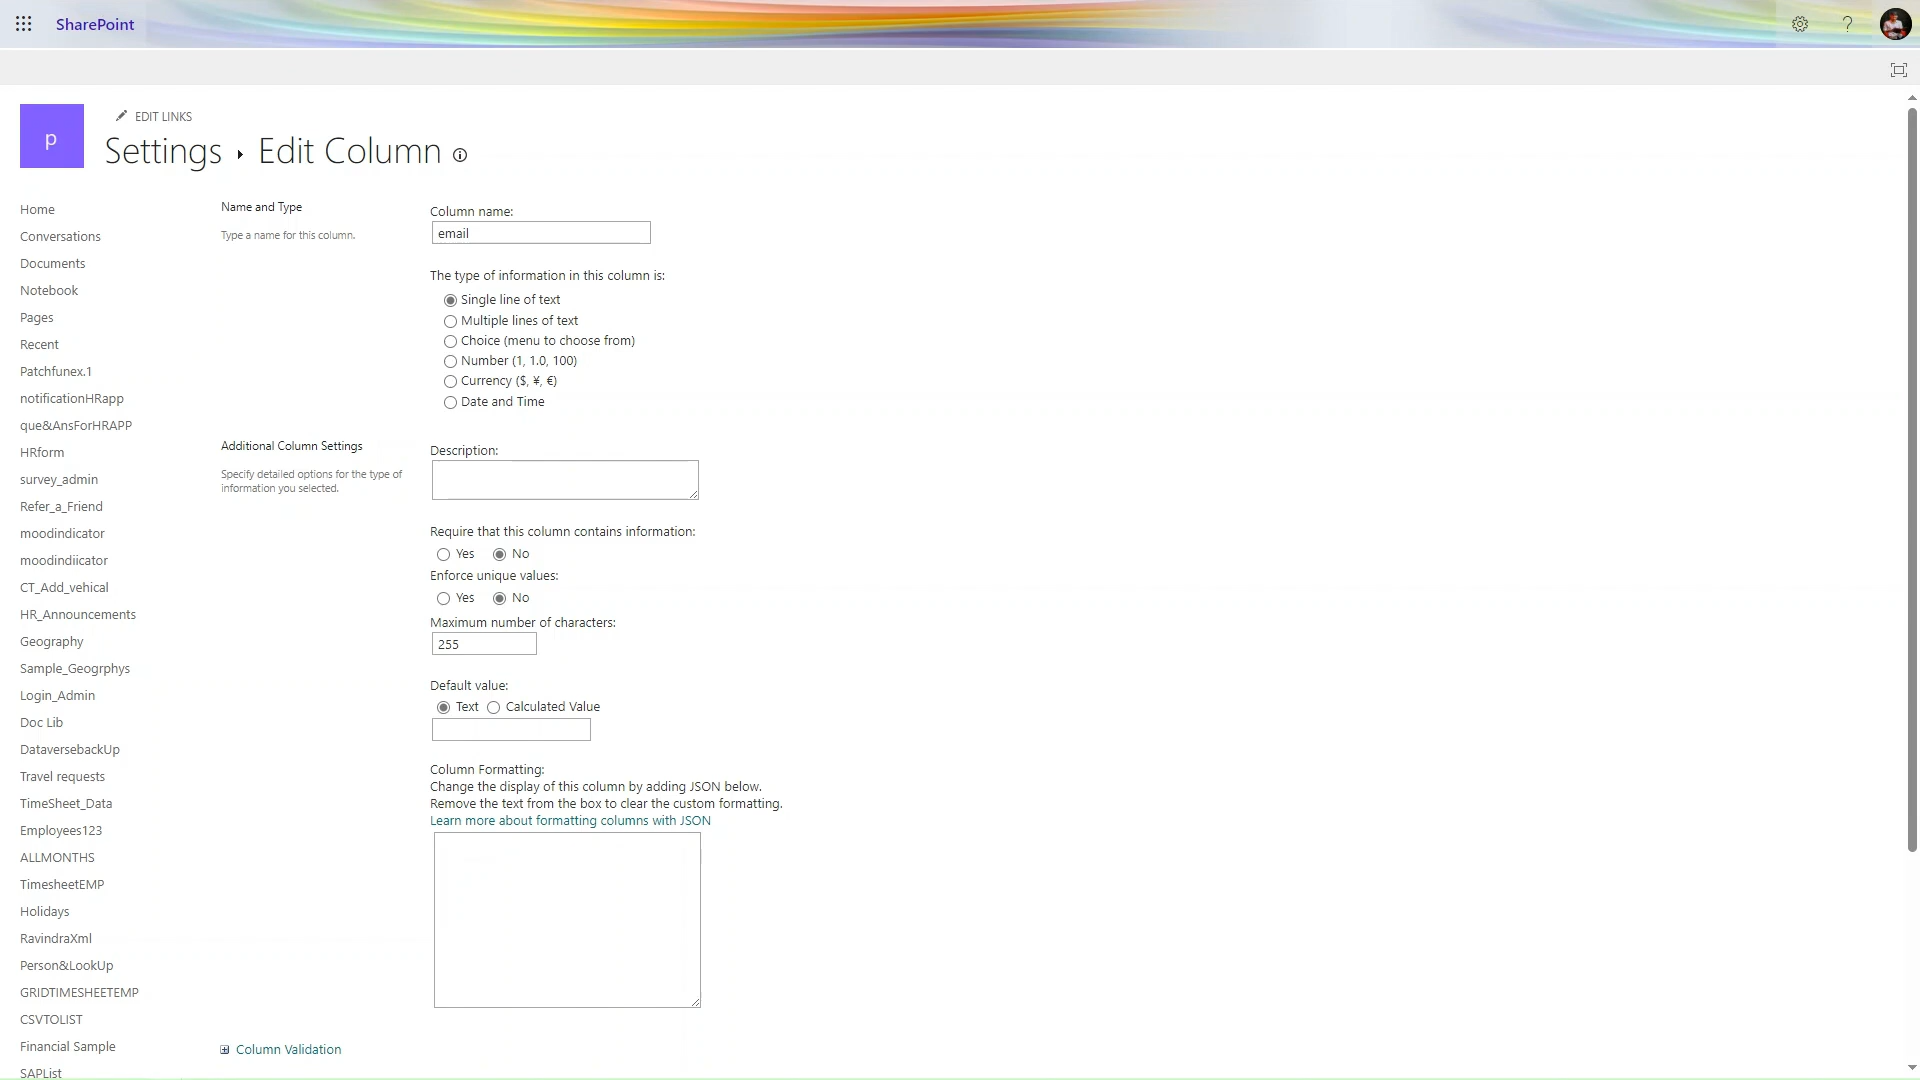 SharePoint
?
p
EDIT LINKS
Settings ▸ Edit Column
Home
Conversations
Documents
Notebook
Pages
Recent
Patchfunex.1
notificationHRapp
que&AnsForHRAPP
HRform
survey_admin
Refer_a_Friend
moodindicator
moodindiicator
CT_Add_vehical
HR_Announcements
Geography
Sample_Geogrphys
Login_Admin
Doc Lib
DataversebackUp
Travel requests
TimeSheet_Data
Employees123
ALLMONTHS
TimesheetEMP
Holidays
RavindraXml
Person&LookUp
GRIDTIMESHEETEMP
CSVTOLIST
Financial Sample
SAPList
Name and Type
Type a name for this column.
Column name:
email
The type of information in this column is:
Single line of text
Multiple lines of text
Choice (menu to choose from)
Number (1, 1.0, 100)
Currency ($, ¥, €)
Date and Time
Additional Column Settings
Specify detailed options for the type of
information you selected.
Description:
Require that this column contains information:
Yes No
Enforce unique values:
Yes No
Maximum number of characters:
255
Default value:
Text Calculated Value
Column Formatting:
Change the display of this column by adding JSON below.
Remove the text from the box to clear the custom formatting.
Learn more about formatting columns with JSON
Column Validation